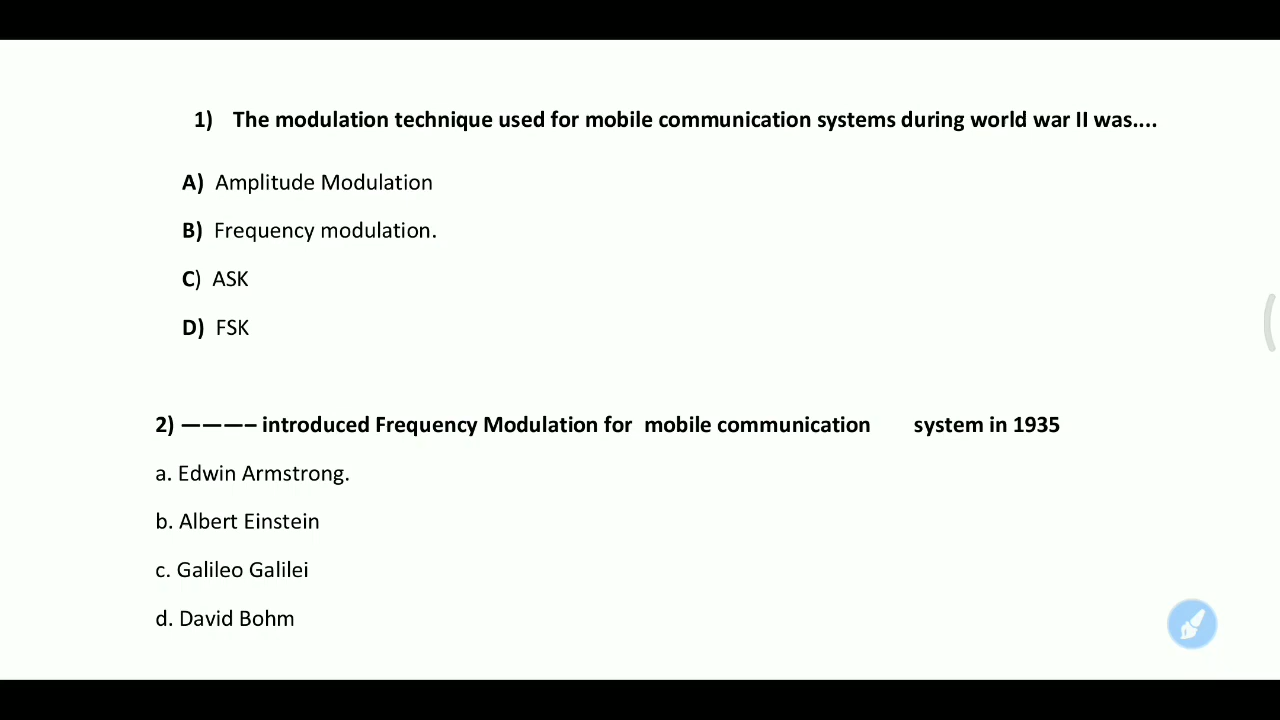 1) The modulation technique used for mobile communication systems during world war II was....
A) Amplitude Modulation
B) Frequency modulation.
C) ASK
D) FSK
2) ———– introduced Frequency Modulation for mobile communication system in 1935
a. Edwin Armstrong.
b. Albert Einstein
c. Galileo Galilei
d. David Bohm